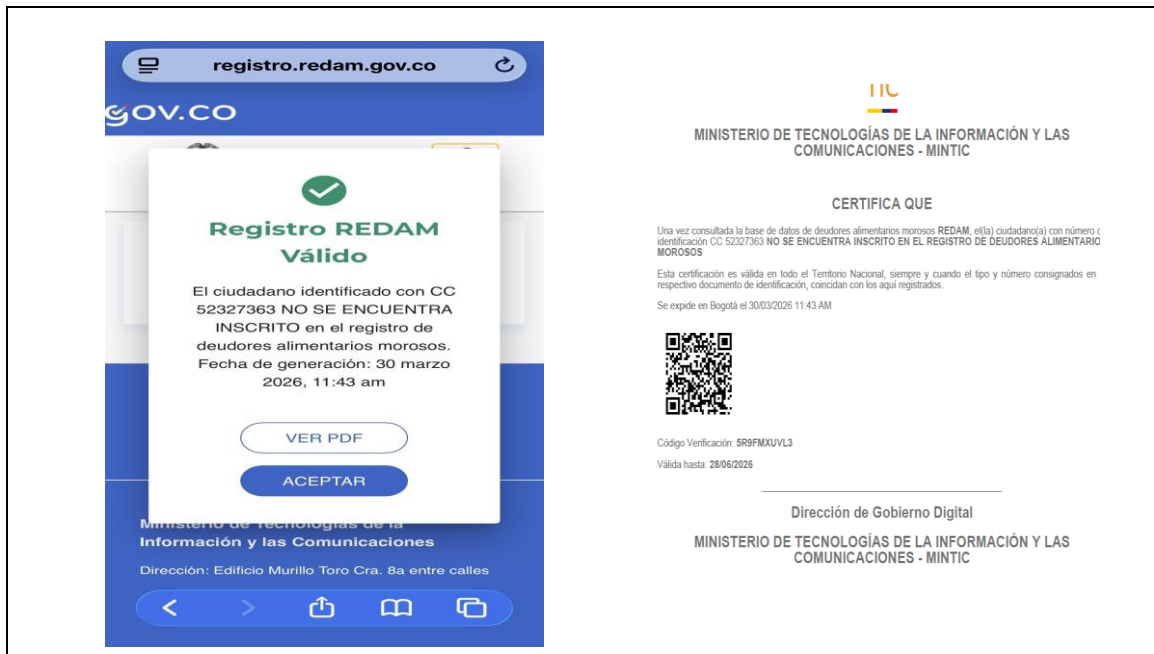 registro.redam.gov.co
gov.co
Registro REDAM
Válido
El ciudadano identificado con CC
52327363 NO SE ENCUENTRA
INSCRITO en el registro de
deudores alimentarios morosos.
Fecha de generación: 30 marzo
2026, 11:43 am
VER PDF
ACEPTAR
Ministerio de Tecnologías de la
Información y las Comunicaciones
Dirección: Edificio Murillo Toro Cra. 8a entre calles
TIC
MINISTERIO DE TECNOLOGÍAS DE LA INFORMACIÓN Y LAS
COMUNICACIONES - MINTIC
CERTIFICA QUE
Una vez consultada la base de datos de deudores alimentarios morosos REDAM, el(la) ciudadano(a) con número
identificación CC 52327363 NO SE ENCUENTRA INSCRITO EN EL REGISTRO DE DEUDORES ALIMENTARIO
MOROSOS
Esta certificación es válida en todo el Territorio Nacional, siempre y cuando el tipo y número consignados en
respectivo documento de identificación, coincidan con los aquí registrados.
Se expide en Bogotá el 30/03/2026 11:43 AM
Código Verificación: 5R9FMXUVL3
Válida hasta: 28/06/2026
Dirección de Gobierno Digital
MINISTERIO DE TECNOLOGÍAS DE LA INFORMACIÓN Y LAS
COMUNICACIONES - MINTIC